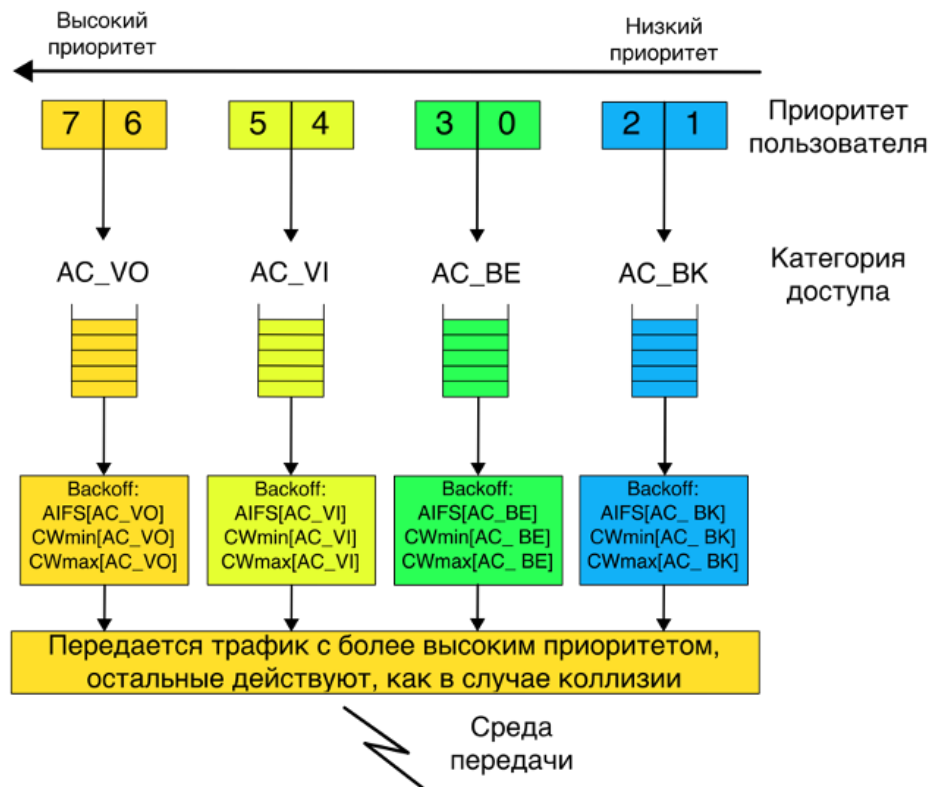 Высокий
приоритет
Низкий
приоритет
7 6
5 4
3 0
2 1
Приоритет
пользователя
AC_VO
AC_VI
AC_BE
AC_BK
Категория
доступа
Backoff:
AIFS[AC_VO]
CWmin[AC_VO]
CWmax[AC_VO]
Backoff:
AIFS[AC_VI]
CWmin[AC_VI]
CWmax[AC_VI]
Backoff:
AIFS[AC_BE]
CWmin[AC_ BE]
CWmax[AC_ BE]
Backoff:
AIFS[AC_ BK]
CWmin[AC_ BK]
CWmax[AC_ BK]
Передается трафик с более высоким приоритетом,
остальные действуют, как в случае коллизии
Среда
передачи